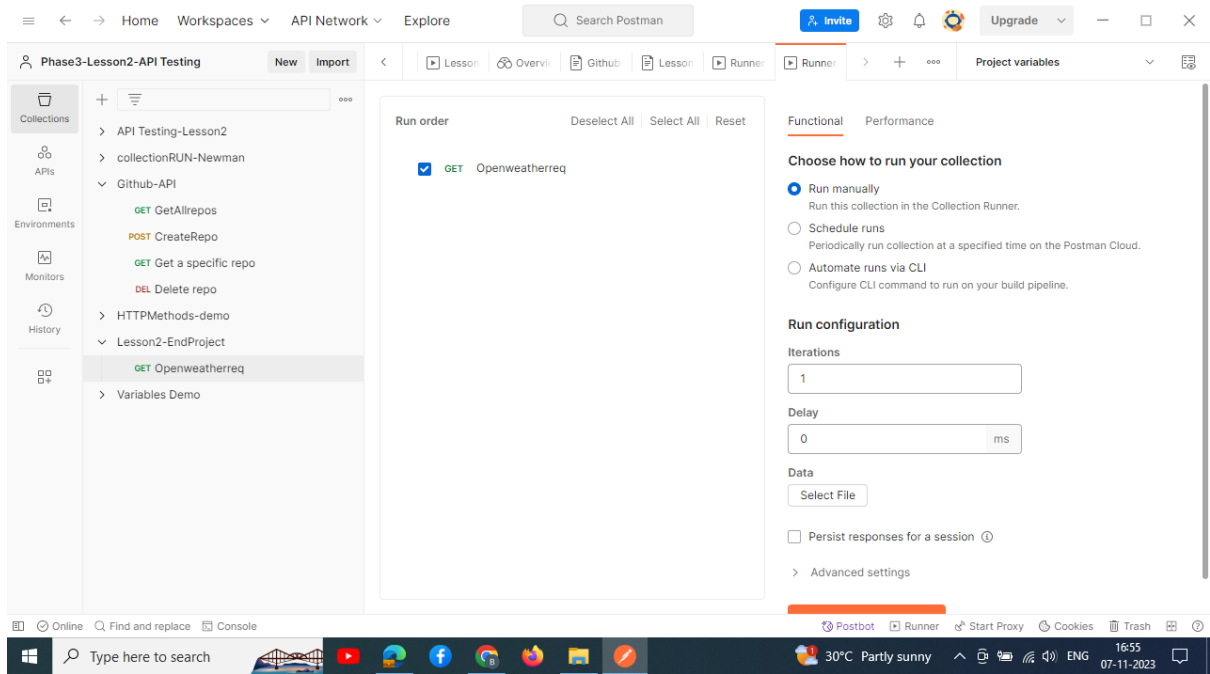 Home Workspaces API Network Explore Search Postman Invite Upgrade
Phase3-Lesson2-API Testing New Import Lesson Overvie Github Lesson Runner Runner Project variables
Collections
APIs
Environments
Monitors
History
API Testing-Lesson2
collectionRUN-Newman
Github-API
GET GetAllrepos
POST CreateRepo
GET Get a specific repo
DEL Delete repo
HTTPMethods-demo
Lesson2-EndProject
GET Openweatherreq
Variables Demo
Run order Deselect All Select All Reset
GET Openweatherreq
Functional Performance
Choose how to run your collection
Run manually
Run this collection in the Collection Runner.
Schedule runs
Periodically run collection at a specified time on the Postman Cloud.
Automate runs via CLI
Configure CLI command to run on your build pipeline.
Run configuration
Iterations
1
Delay
0 ms
Data
Select File
Persist responses for a session
Advanced settings
Online Find and replace Console Postbot Runner Start Proxy Cookies Trash
Type here to search 30°C Partly sunny ENG 16:55
07-11-2023